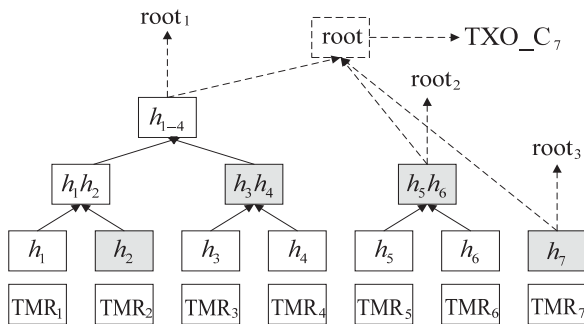 root₁
root → TXO_C₇
root₂
h₁₋₄
root₃
h₁h₂ h₃h₄ h₅h₆
h₁ h₂ h₃ h₄ h₅ h₆ h₇
TMR₁ TMR₂ TMR₃ TMR₄ TMR₅ TMR₆ TMR₇